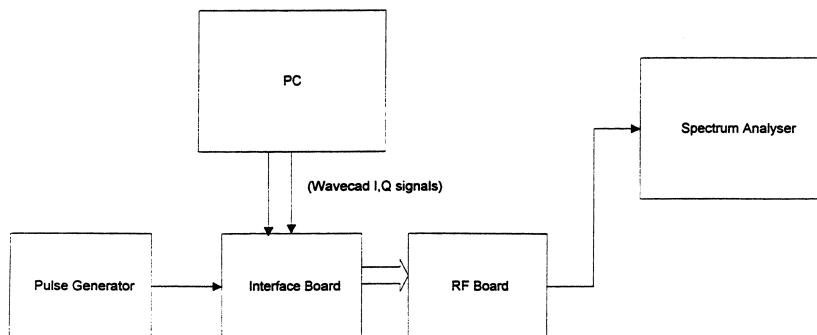 PC
Spectrum Analyser
(Wavecad I,Q signals)
Pulse Generator
Interface Board
RF Board